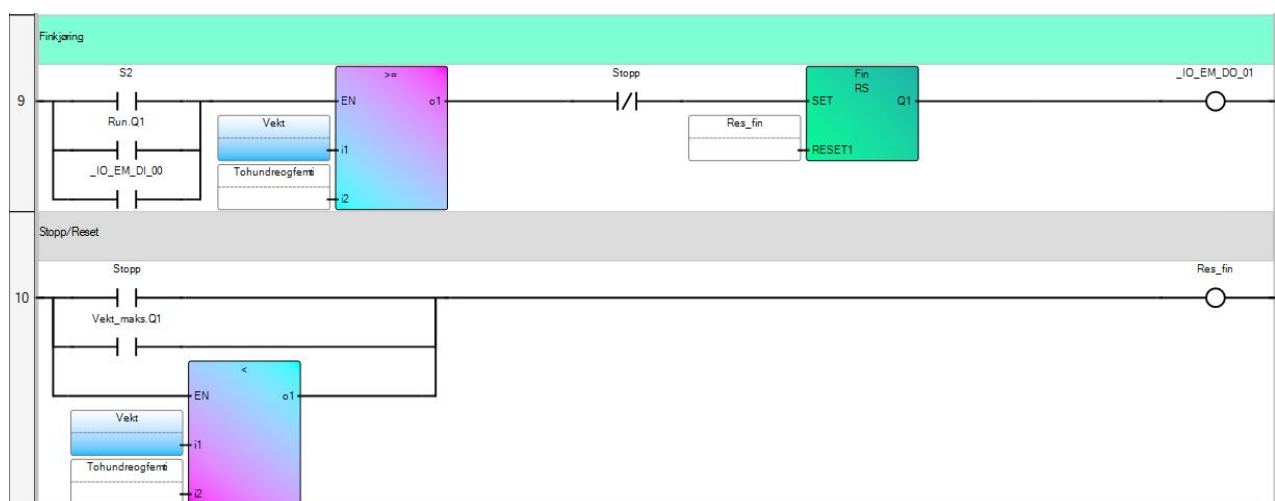 Finkjøring
9
S2
Run.Q1
_IO_EM_DI_00
Vekt
Tohundreogfemti
>=
EN
o1
i1
i2
Stopp
Res_fin
Fin
RS
SET
Q1
RESET1
_IO_EM_DO_01
Stopp/Reset
10
Stopp
Vekt_maks.Q1
<
EN
o1
Vekt
i1
Tohundreogfemti
i2
Res_fin